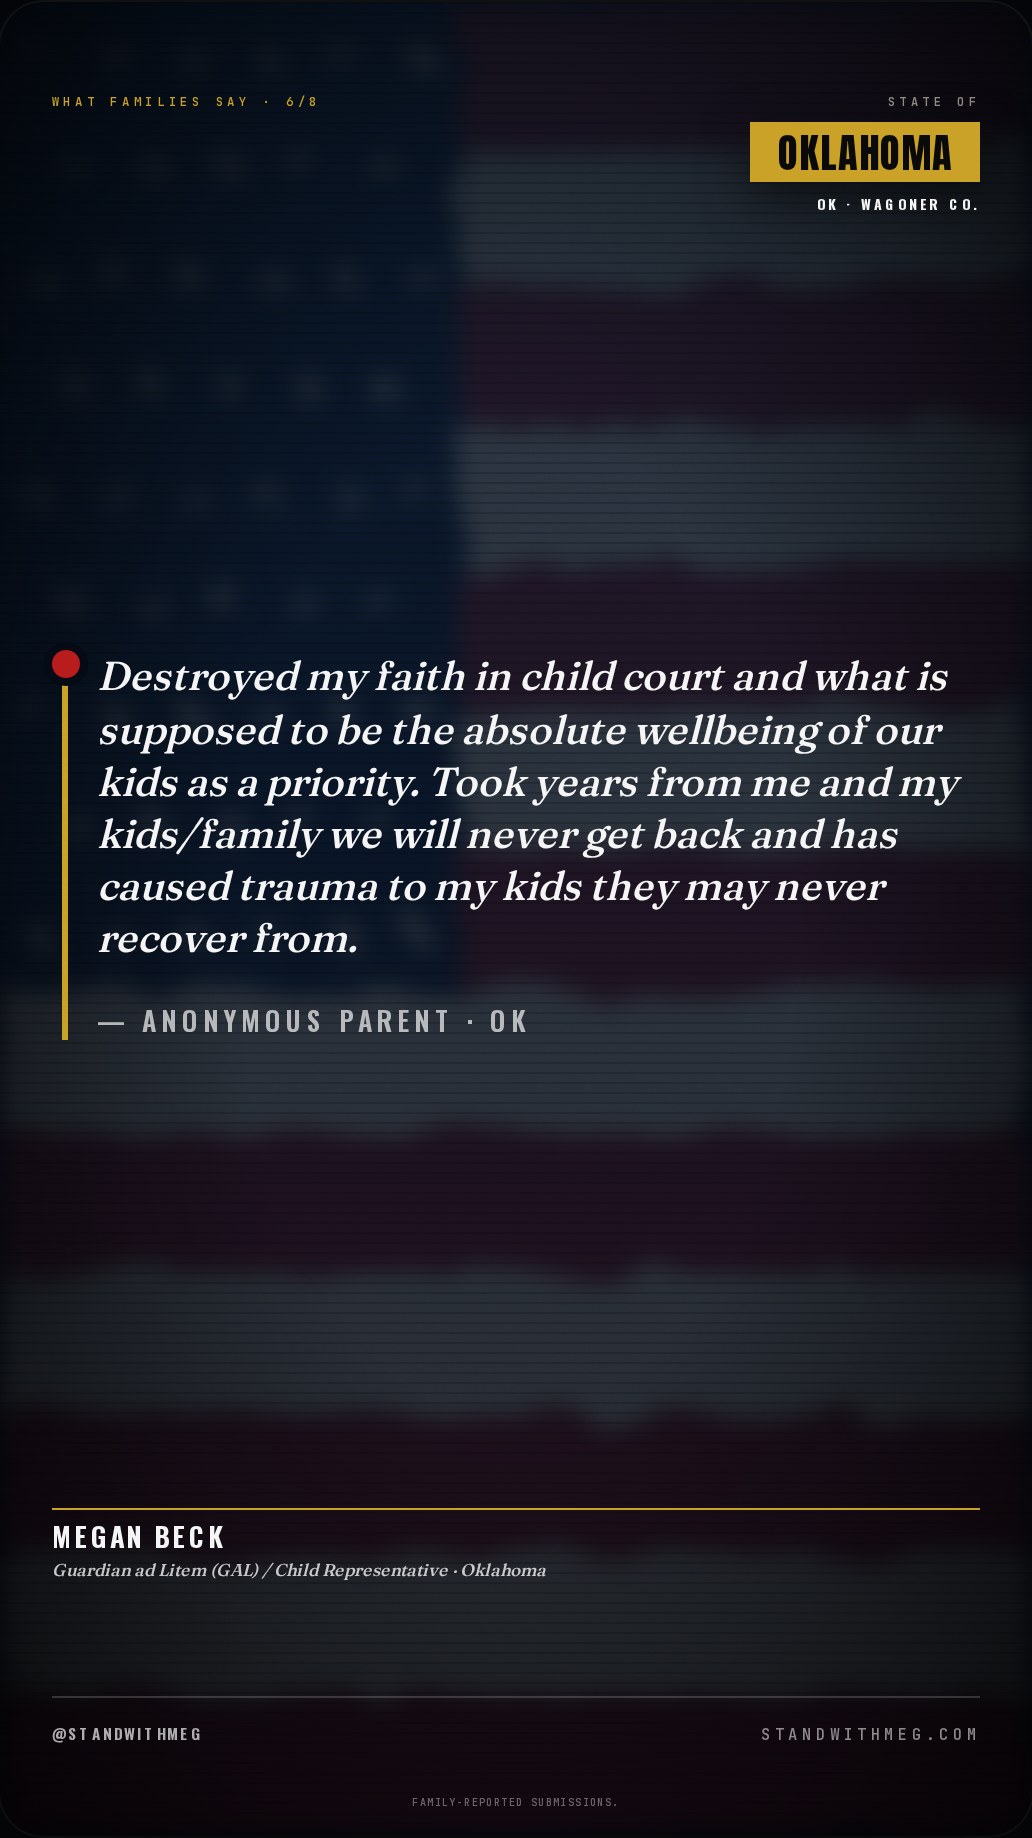 WHAT FAMILIES SAY · 6/8
STATE OF
OKLAHOMA
OK · WAGONER CO.
Destroyed my faith in child court and what is
supposed to be the absolute wellbeing of our
kids as a priority. Took years from me and my
kids/family we will never get back and has
caused trauma to my kids they may never
recover from.
— ANONYMOUS PARENT · OK
MEGAN BECK
Guardian ad Litem (GAL) / Child Representative · Oklahoma
@STANDWITHMEG
STANDWITHMEG.COM
FAMILY-REPORTED SUBMISSIONS.